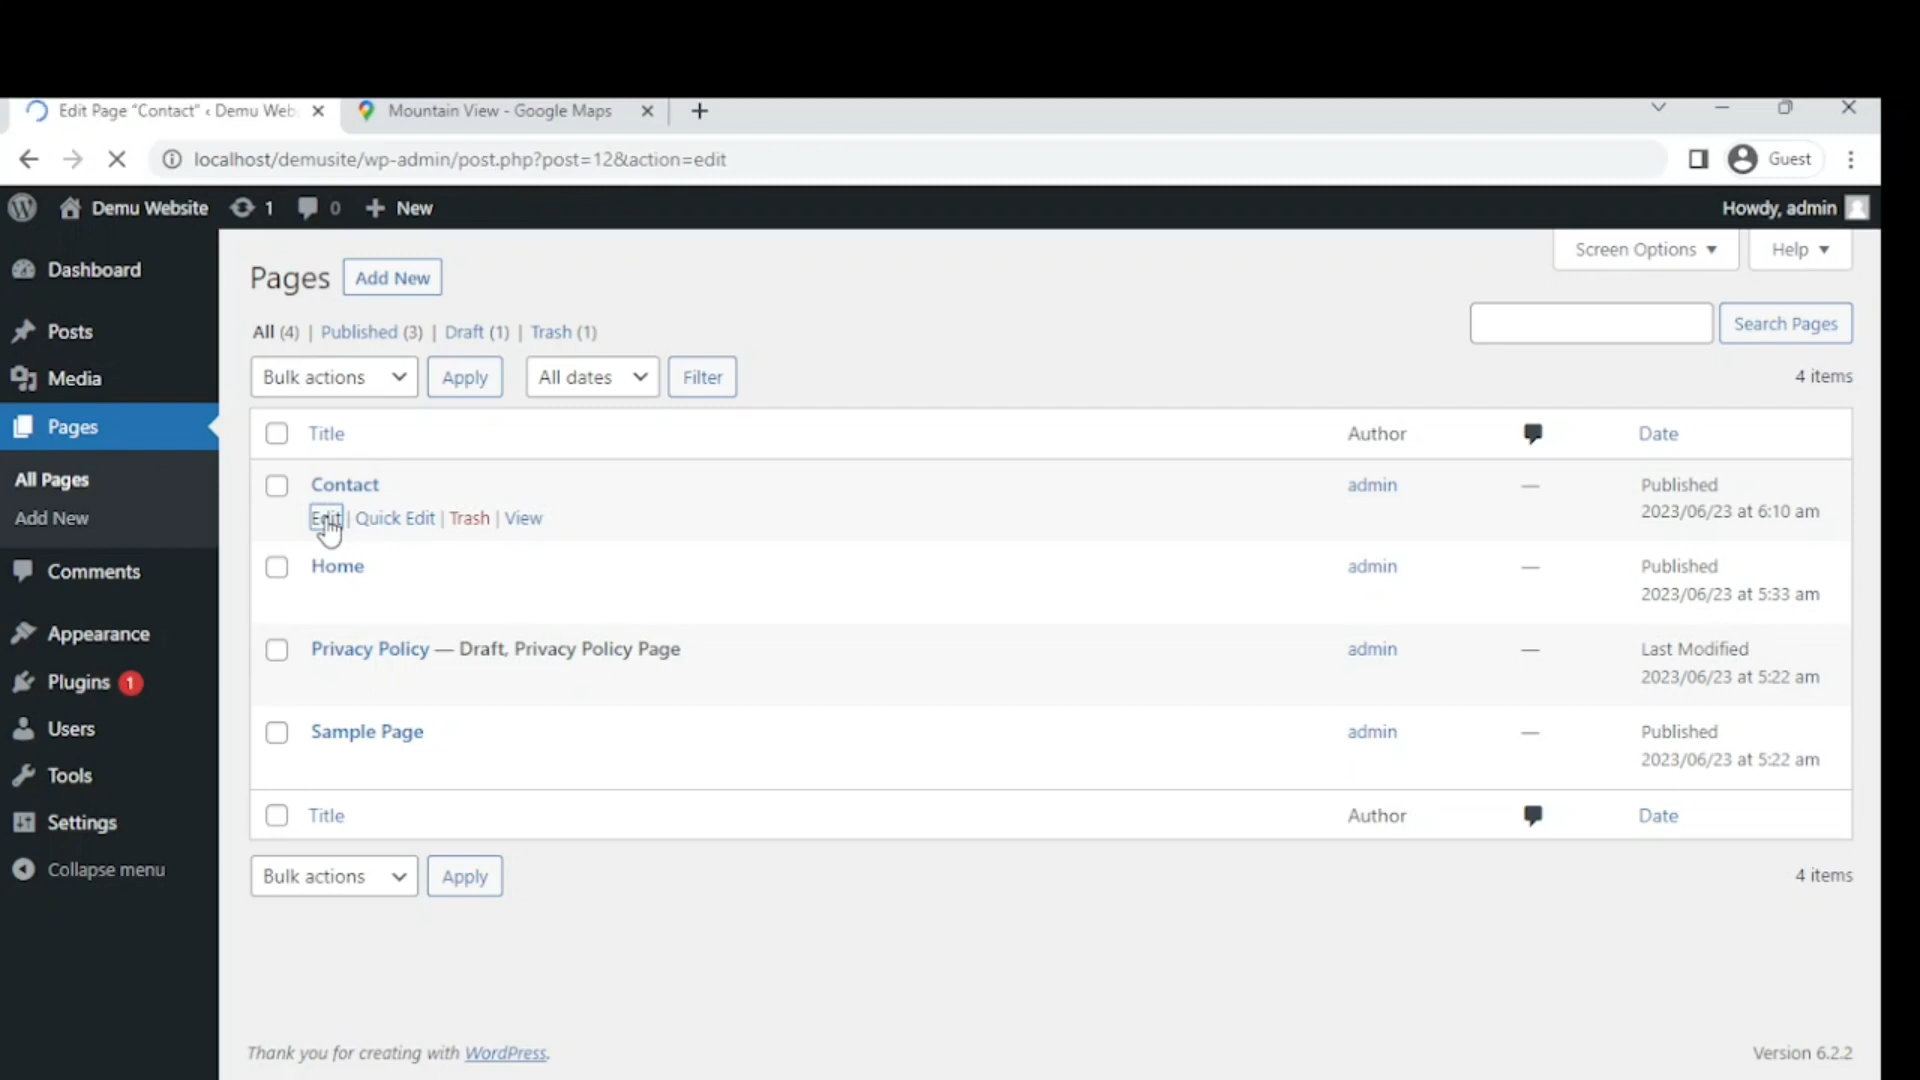 Edit Page "Contact" ‹ Demu Web
Mountain View - Google Maps
localhost/demusite/wp-admin/post.php?post=12&action=edit
Guest
Demu Website 1 0 New
Howdy, admin
Dashboard
Posts
Media
Pages
All Pages
Add New
Comments
Appearance
Plugins 1
Users
Tools
Settings
Collapse menu
Screen Options
Help
Pages Add New
All (4) | Published (3) | Draft (1) | Trash (1)
Search Pages
Bulk actions Apply All dates Filter
4 items
Title Author Date
Contact admin — Published
Edit | Quick Edit | Trash | View 2023/06/23 at 6:10 am
Home admin — Published
2023/06/23 at 5:33 am
Privacy Policy — Draft, Privacy Policy Page admin — Last Modified
2023/06/23 at 5:22 am
Sample Page admin — Published
2023/06/23 at 5:22 am
Title Author Date
Bulk actions Apply
4 items
Thank you for creating with WordPress.
Version 6.2.2